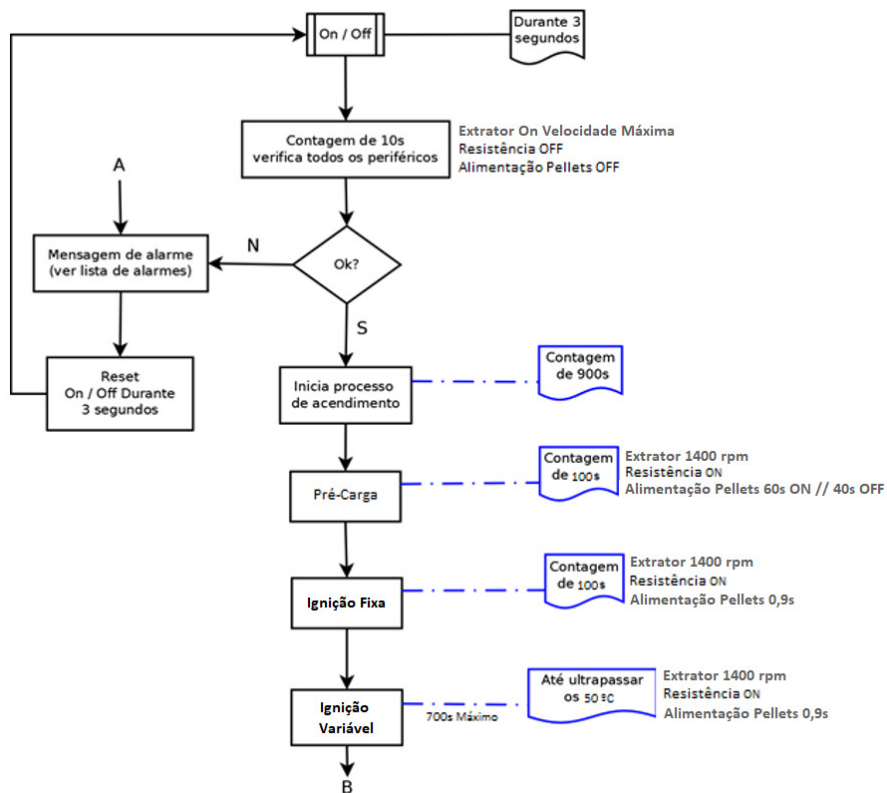 On / Off
Durante 3
segundos
Contagem de 10s
verifica todos os periféricos
Extrator On Velocidade Máxima
Resistência OFF
Alimentação Pellets OFF
A
Mensagem de alarme
(ver lista de alarmes)
N
Ok?
S
Reset
On / Off Durante
3 segundos
Inicia processo
de acendimento
Contagem
de 900s
Pré-Carga
Contagem
de 100s
Extrator 1400 rpm
Resistência ON
Alimentação Pellets 60s ON // 40s OFF
Ignição Fixa
Contagem
de 100s
Extrator 1400 rpm
Resistência ON
Alimentação Pellets 0,9s
Ignição
Variável
700s Máximo
Até ultrapassar
os 50 ºC
Extrator 1400 rpm
Resistência ON
Alimentação Pellets 0,9s
B